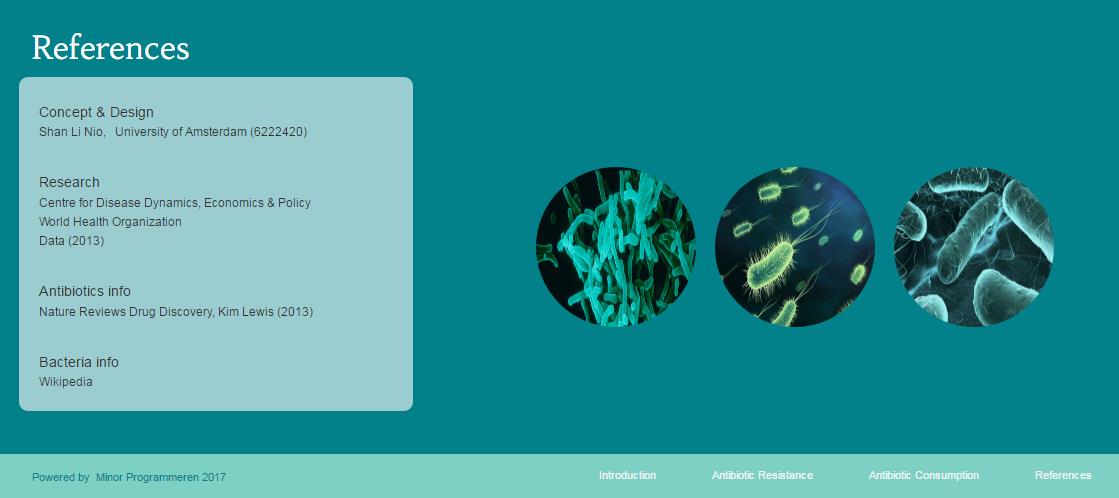 References
Concept & Design
Shan Li Nio, University of Amsterdam (6222420)
Research
Centre for Disease Dynamics, Economics & Policy
World Health Organization
Data (2013)
Antibiotics info
Nature Reviews Drug Discovery, Kim Lewis (2013)
Bacteria info
Wikipedia
Powered by Minor Programmeren 2017
Introduction Antibiotic Resistance Antibiotic Consumption References